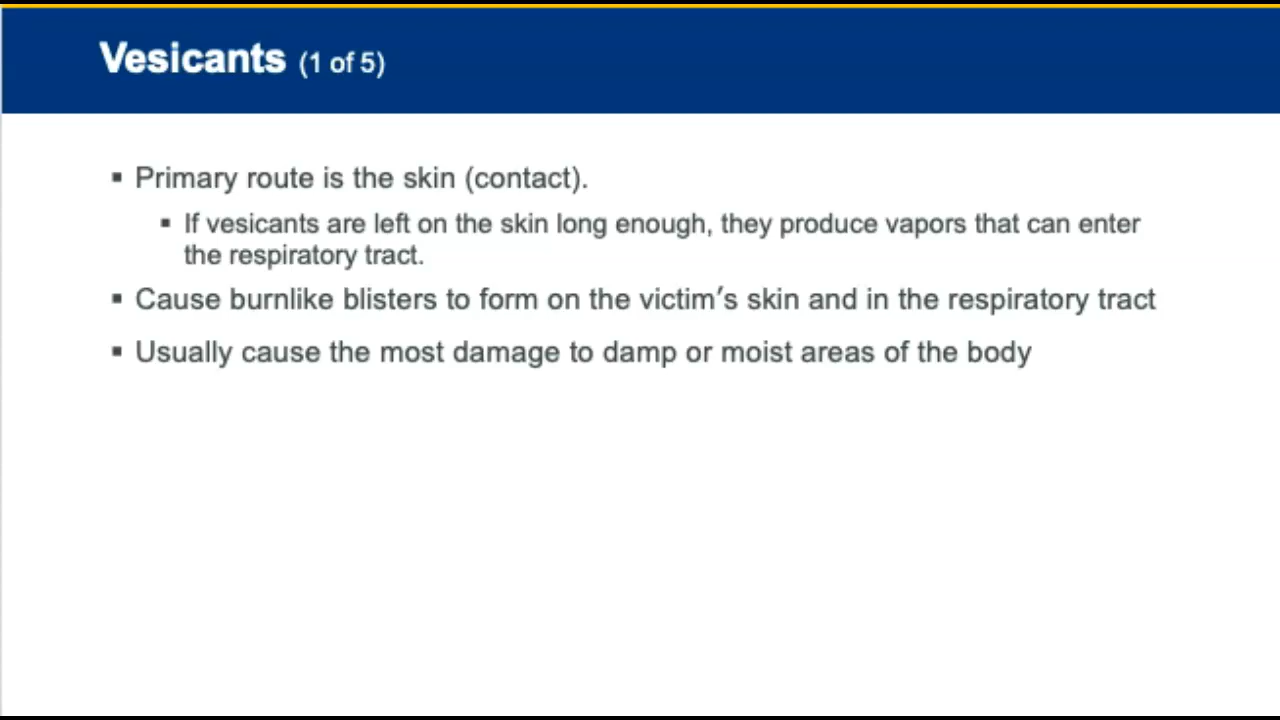 Vesicants (1 of 5)
▪ Primary route is the skin (contact).
▪ If vesicants are left on the skin long enough, they produce vapors that can enter
the respiratory tract.
▪ Cause burnlike blisters to form on the victim′s skin and in the respiratory tract
▪ Usually cause the most damage to damp or moist areas of the body